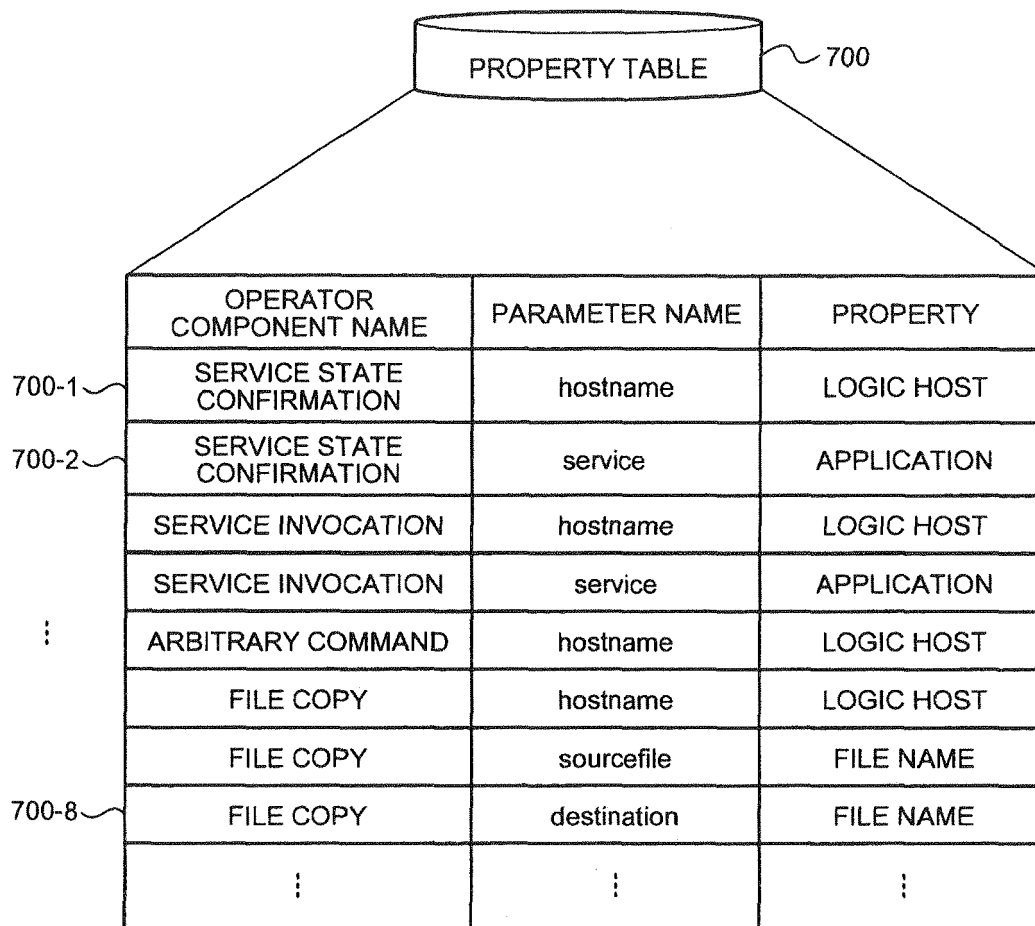 PROPERTY TABLE
700
OPERATOR
COMPONENT NAME
PARAMETER NAME
PROPERTY
700-1
SERVICE STATE
CONFIRMATION
hostname
LOGIC HOST
700-2
SERVICE STATE
CONFIRMATION
service
APPLICATION
SERVICE INVOCATION
hostname
LOGIC HOST
SERVICE INVOCATION
service
APPLICATION
ARBITRARY COMMAND
hostname
LOGIC HOST
FILE COPY
hostname
LOGIC HOST
FILE COPY
sourcefile
FILE NAME
700-8
FILE COPY
destination
FILE NAME